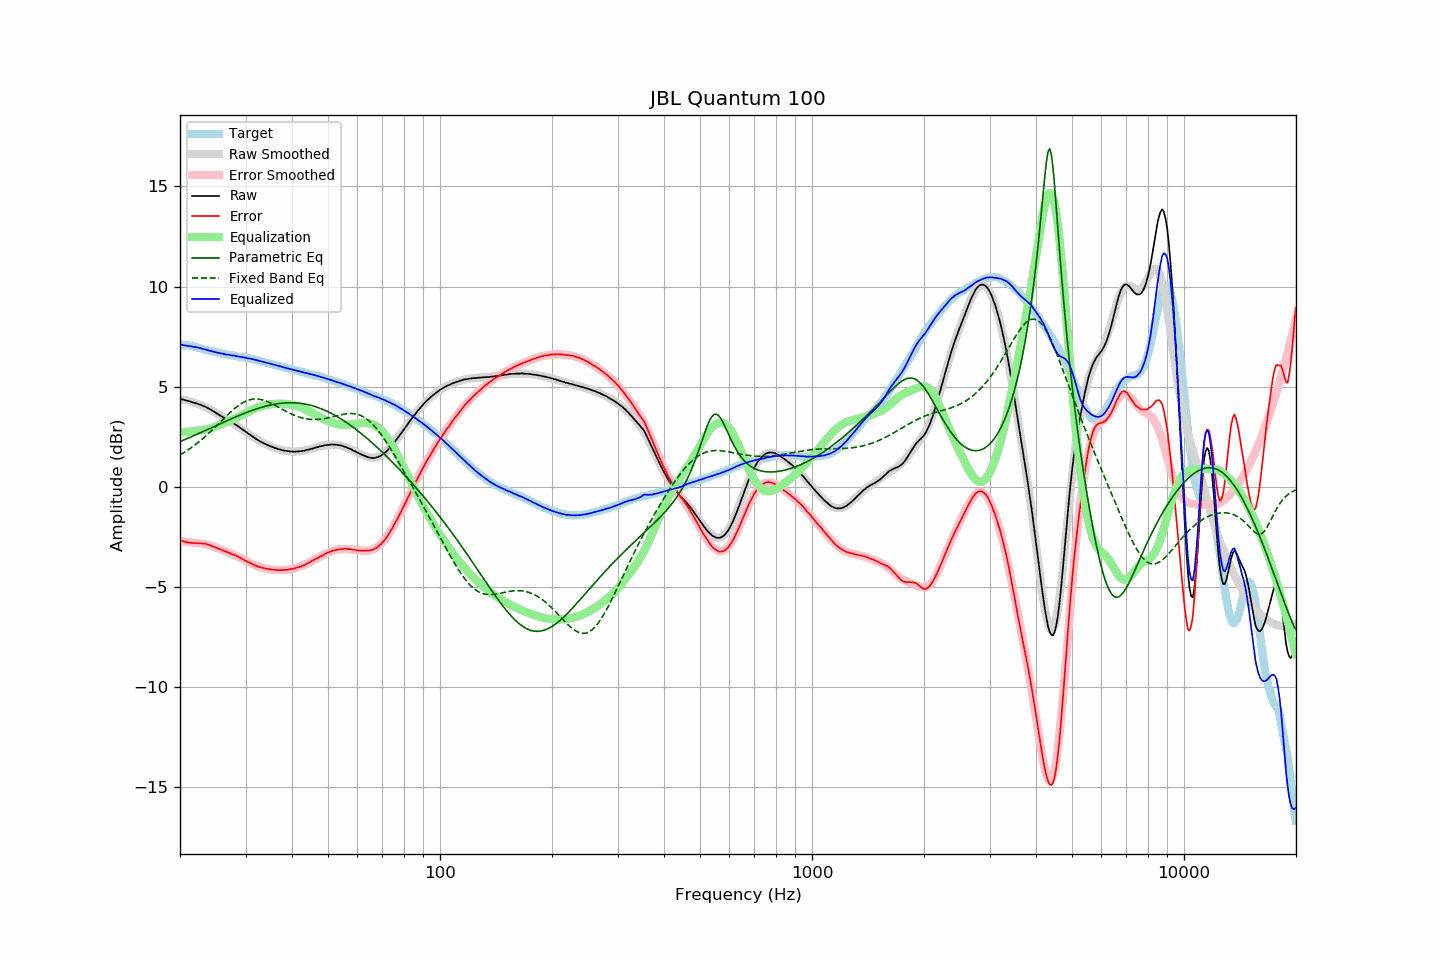 JBL Quantum 100
Target
Raw Smoothed
Error Smoothed
Raw
Error
Equalization
Parametric Eq
Fixed Band Eq
Equalized
15
10
5
0
−5
−10
−15
Amplitude (dBr)
100
1000
10000
Frequency (Hz)